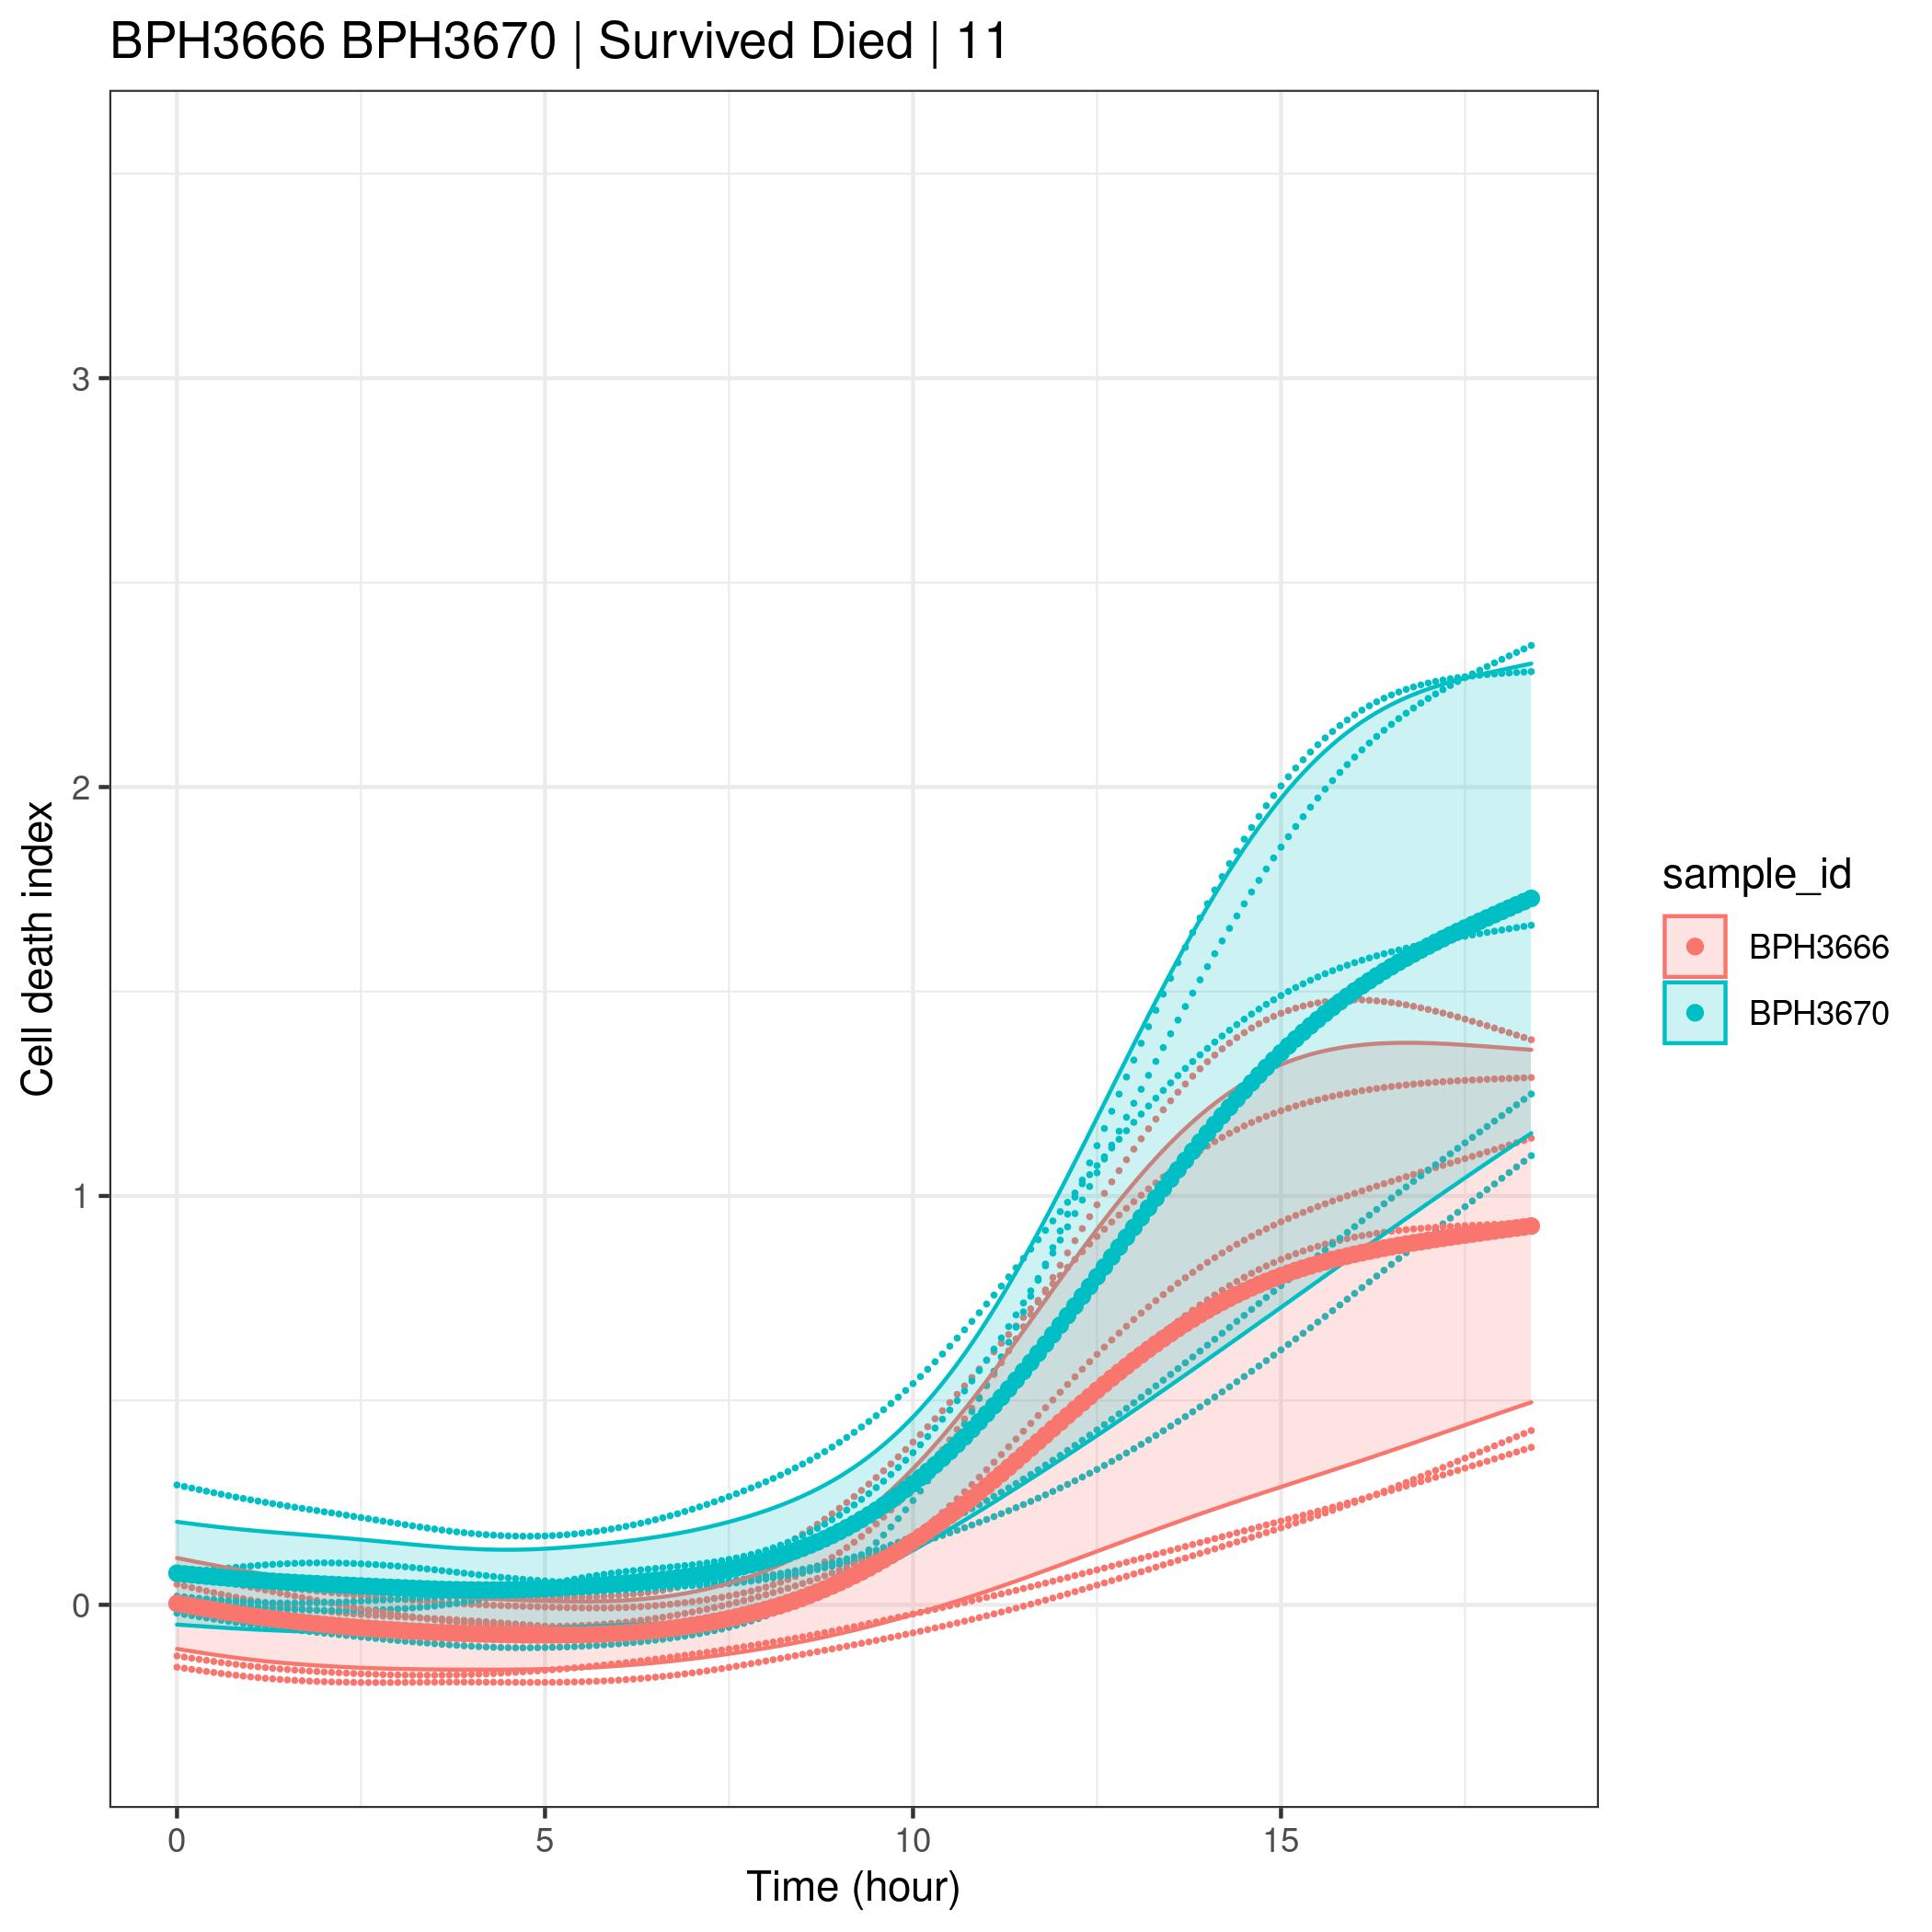 BPH3666 BPH3670 | Survived Died | 11
3
2
1
0
Cell death index
0 5 10 15
Time (hour)
sample_id
BPH3666
BPH3670